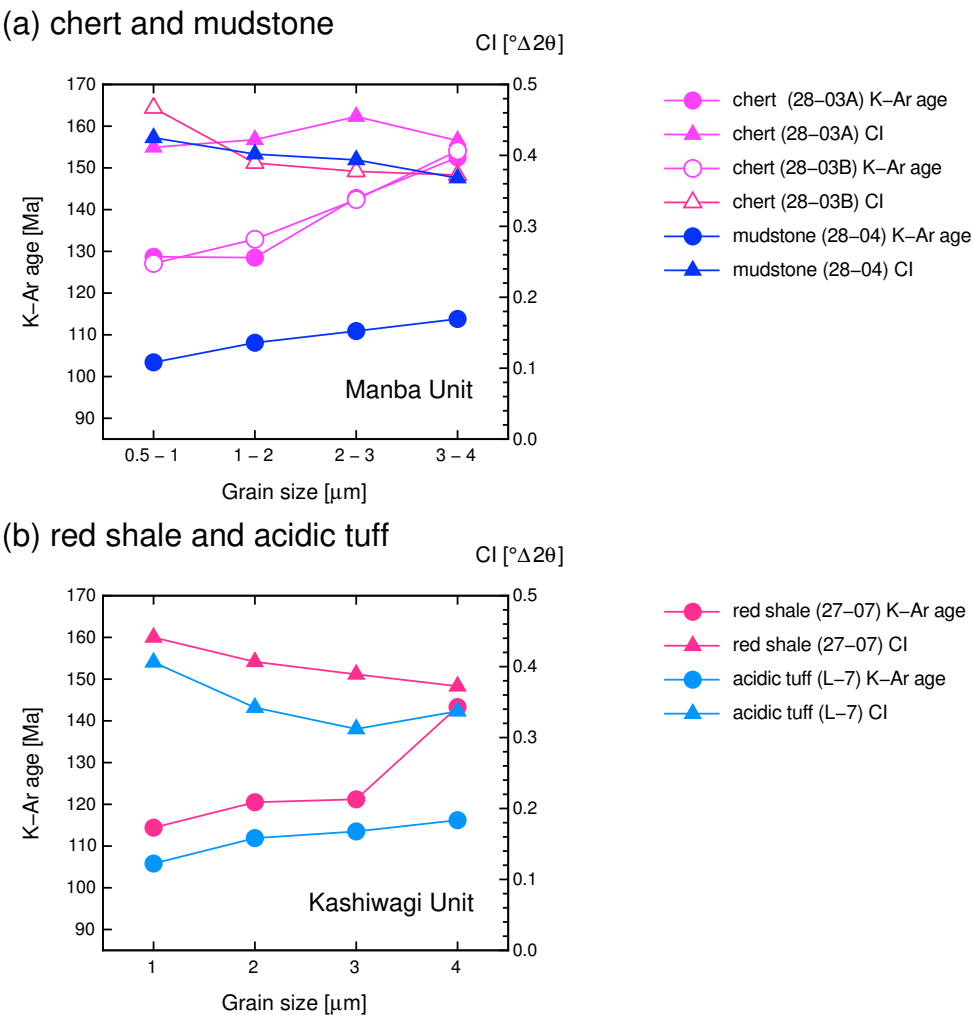 (a) chert and mudstone
CI [°Δ2θ]
170
160
150
140
130
120
110
100
90
K–Ar age [Ma]
0.5
0.4
0.3
0.2
0.1
0.0
Manba Unit
0.5 – 1
1 – 2
2 – 3
3 – 4
Grain size [μm]
chert (28–03A) K–Ar age
chert (28–03A) CI
chert (28–03B) K–Ar age
chert (28–03B) CI
mudstone (28–04) K–Ar age
mudstone (28–04) CI
(b) red shale and acidic tuff
CI [°Δ2θ]
170
160
150
140
130
120
110
100
90
K–Ar age [Ma]
0.5
0.4
0.3
0.2
0.1
0.0
Kashiwagi Unit
1
2
3
4
Grain size [μm]
red shale (27–07) K–Ar age
red shale (27–07) CI
acidic tuff (L–7) K–Ar age
acidic tuff (L–7) CI